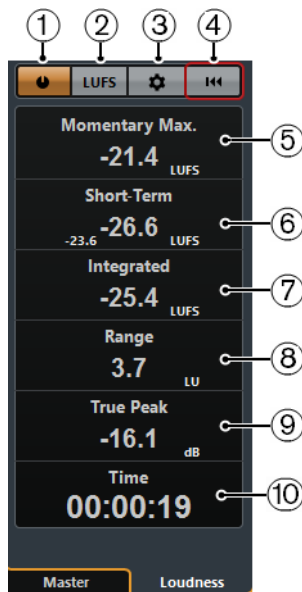 ① ② ③ ④
LUFS
Momentary Max.
-21.4 LUFS
⑤
Short-Term
-23.6 -26.6 LUFS
⑥
Integrated
-25.4 LUFS
⑦
Range
3.7 LU
⑧
True Peak
-16.1 dB
⑨
Time
00:00:19
⑩
Master Loudness